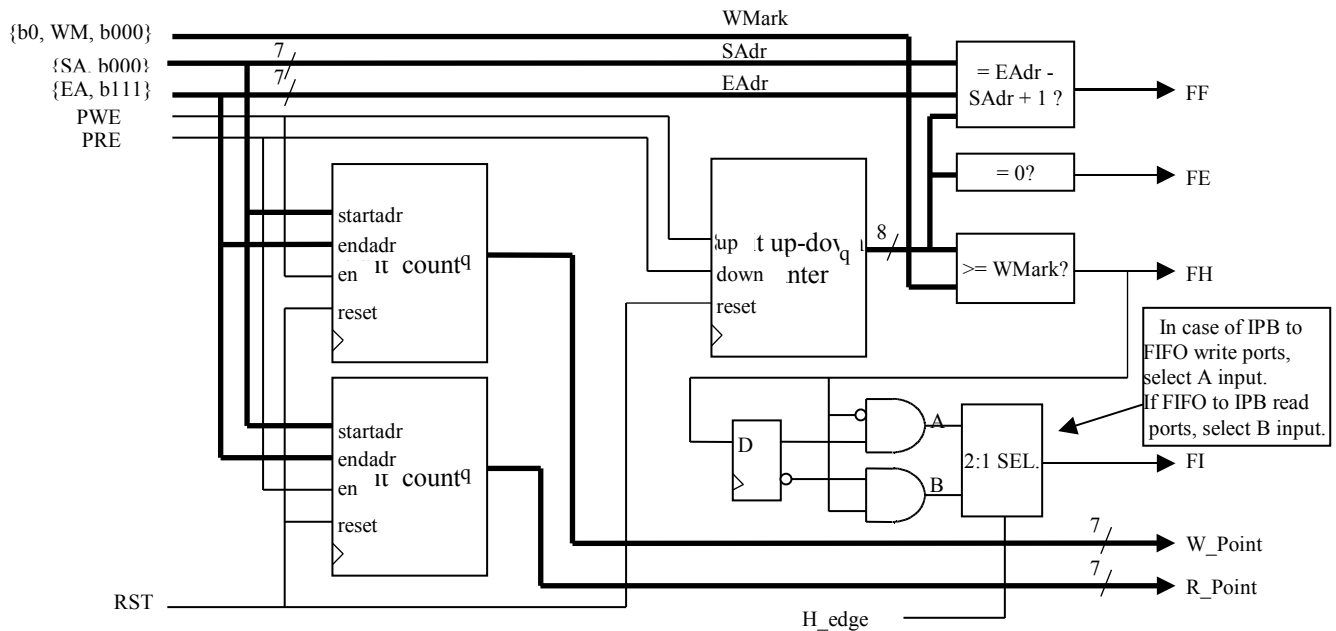 {b0, WM, b000}
WMark
7
SAdr
{SA, b000}
7
EAdr
{EA, b111}
= EAdr -
SAdr + 1 ?
FF
PWE
PRE
= 0?
FE
startadr
endadr
en
reset
count
q
up
down
reset
q
8
>= WMark?
FH
In case of IPB to
FIFO write ports,
select A input.
If FIFO to IPB read
ports, select B input.
startadr
endadr
en
reset
count
q
D
A
B
2:1 SEL.
FI
7
W_Point
7
R_Point
RST
H_edge